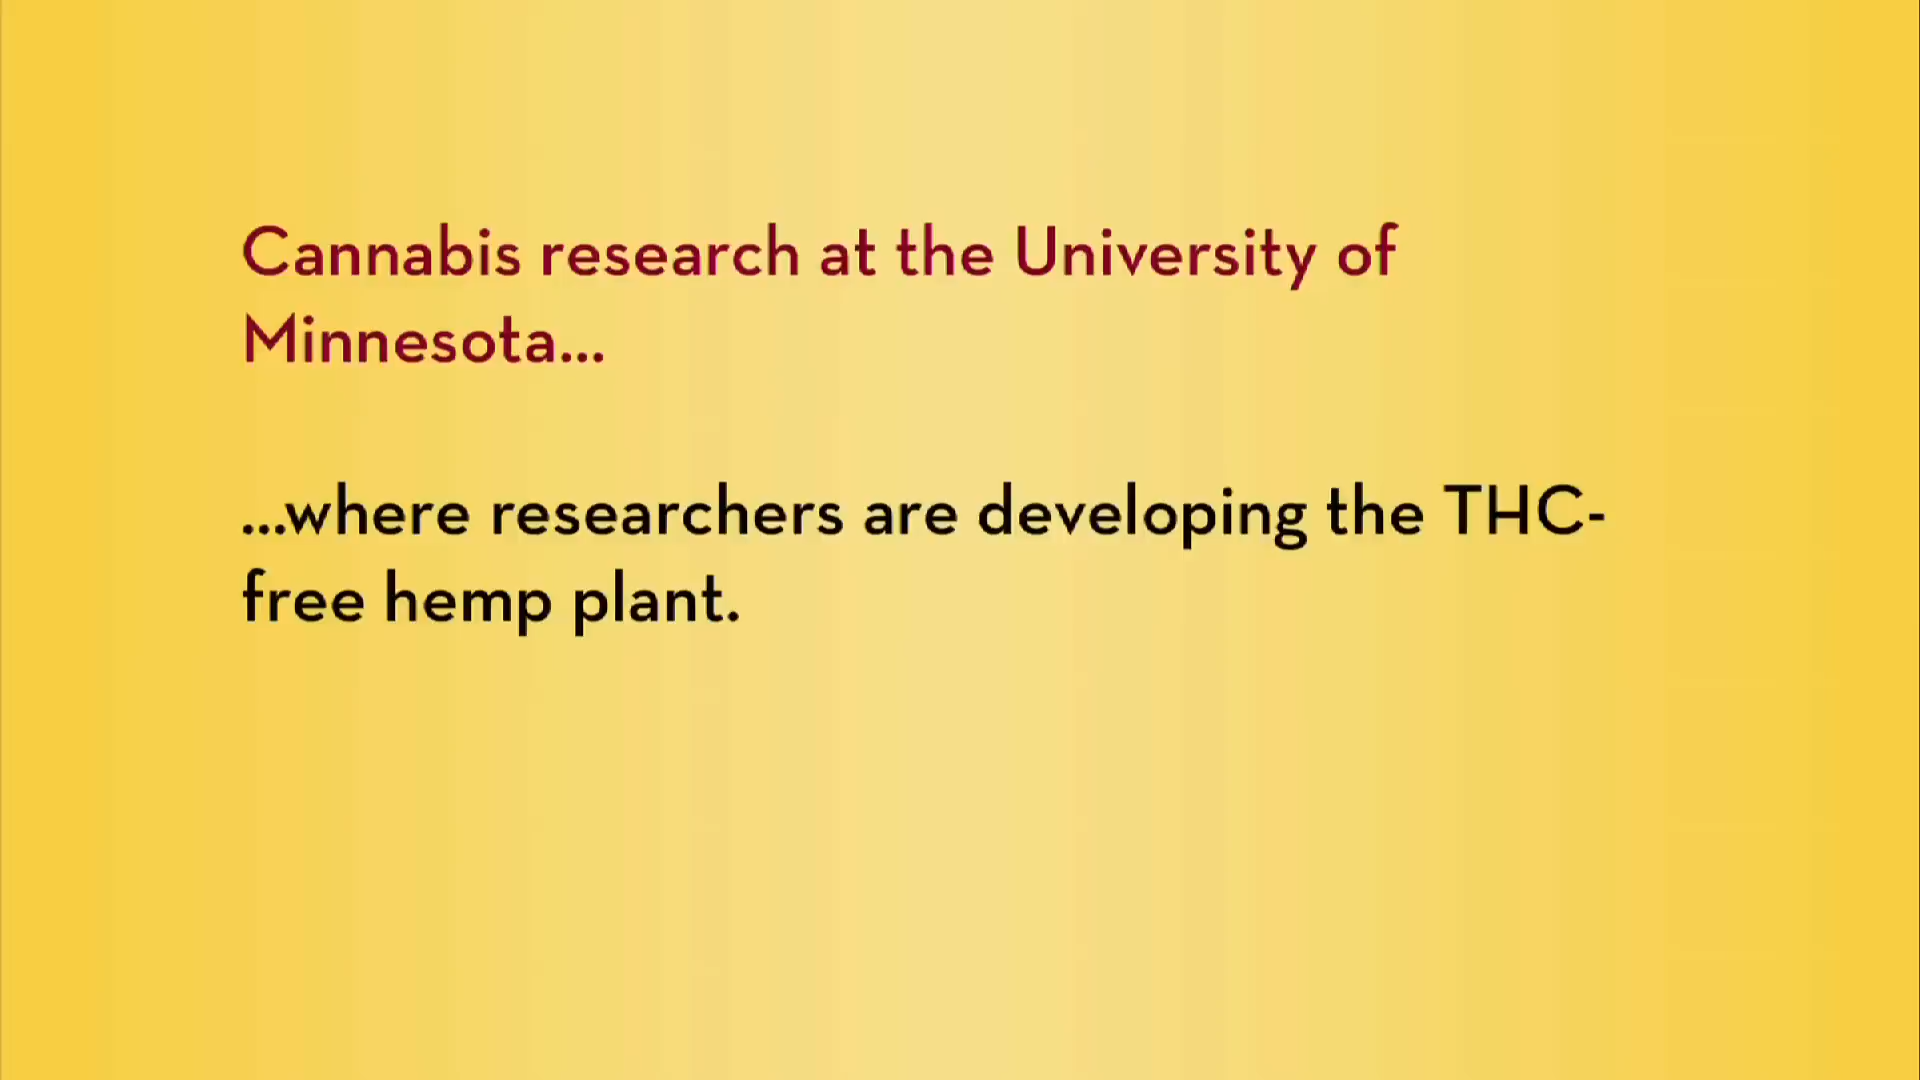 Cannabis research at the University of
Minnesota...
...where researchers are developing the THC-
free hemp plant.